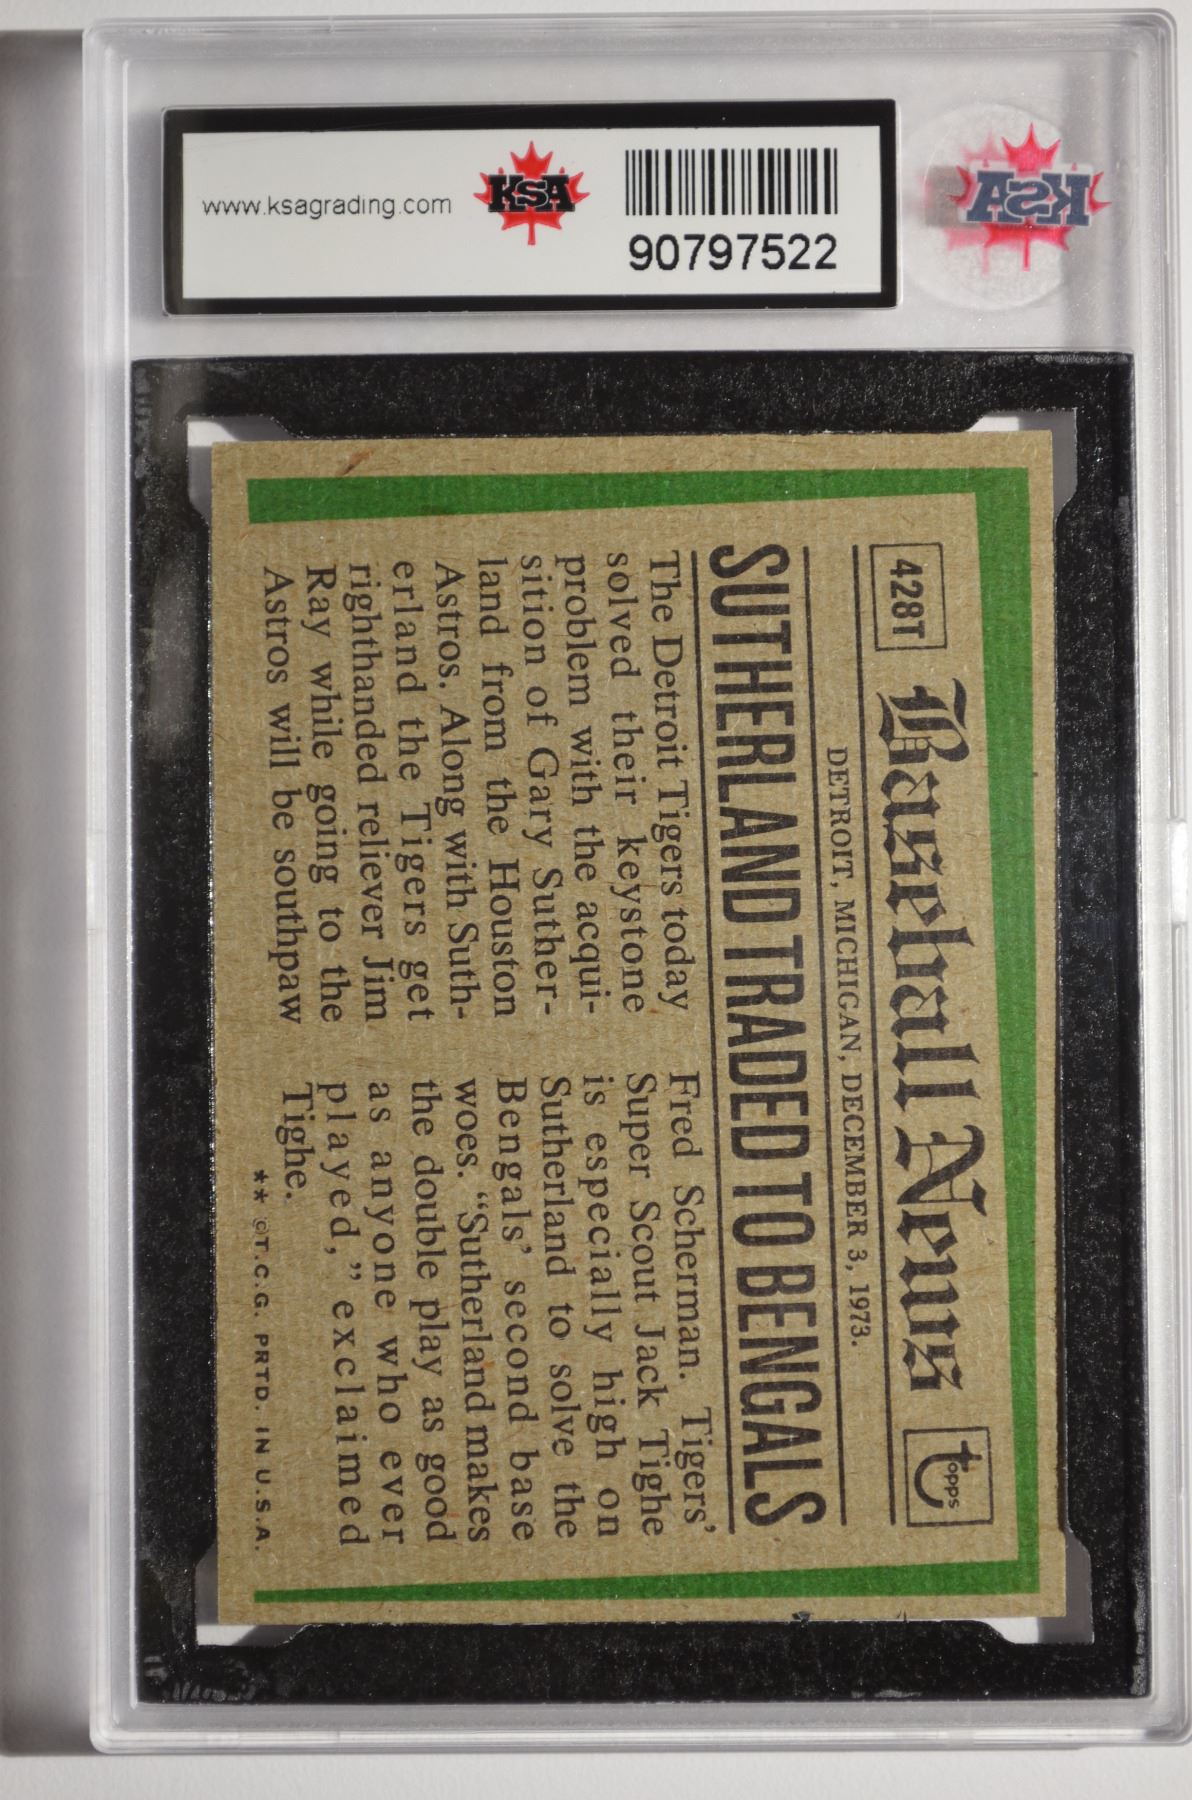 www.ksagrading.com
KSA
90797522
KSA
428T
Baseball News
topps
DETROIT, MICHIGAN, DECEMBER 3, 1973.
SUTHERLAND TRADED TO BENGALS
The Detroit Tigers today
solved their keystone
problem with the acqui-
sition of Gary Suther-
land from the Houston
Astros. Along with Suth-
erland the Tigers get
righthanded reliever Jim
Ray while going to the
Astros will be southpaw
Fred Scherman. Tigers'
Super Scout Jack Tighe
is especially high on
Sutherland to solve the
Bengals' second base
woes. “Sutherland makes
the double play as good
as anyone who ever
played,” exclaimed
Tighe.
** ©T.C.G. PRTD. IN U.S.A.